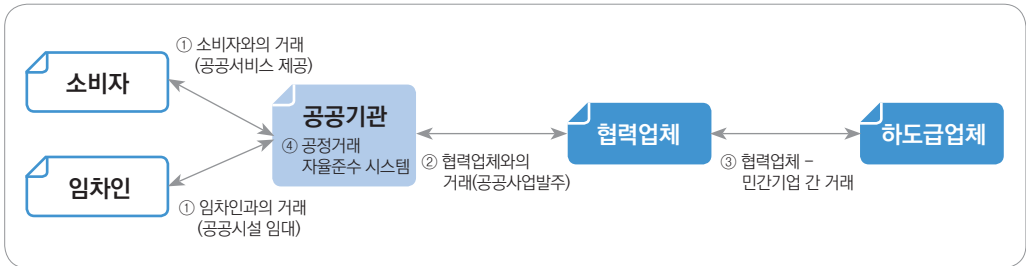 ① 소비자와의 거래
(공공서비스 제공)
소비자
공공기관
④ 공정거래
자율준수 시스템
협력업체
하도급업체
② 협력업체와의
거래(공공사업발주)
③ 협력업체 –
민간기업 간 거래
임차인
① 임차인과의 거래
(공공시설 임대)